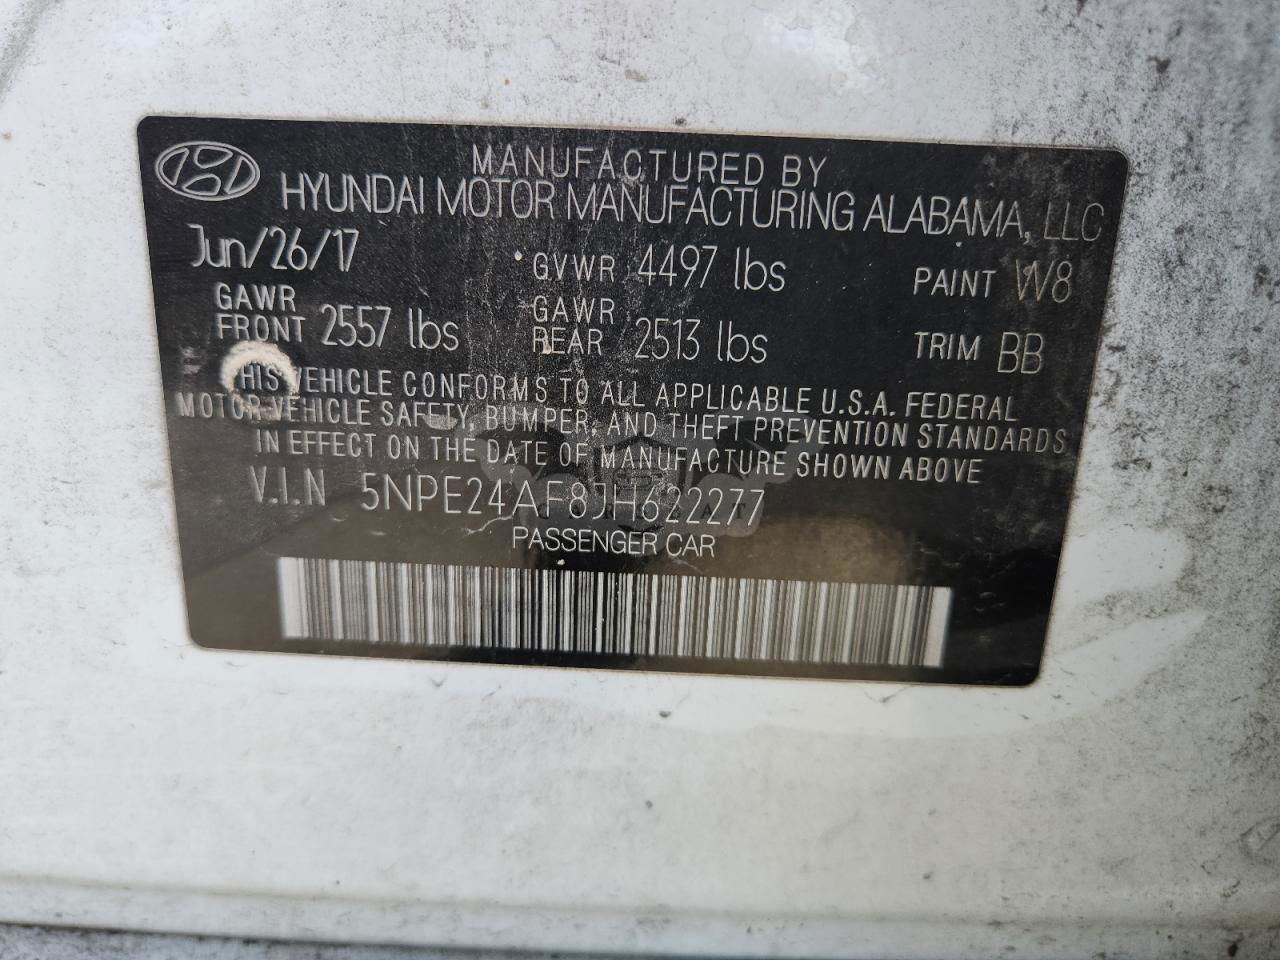 MANUFACTURED BY
HYUNDAI MOTOR MANUFACTURING ALABAMA, LLC
Jun/26/17 GVWR 4497 lbs PAINT W8
GAWR FRONT 2557 lbs GAWR REAR 2513 lbs TRIM BB
THIS VEHICLE CONFORMS TO ALL APPLICABLE U.S.A. FEDERAL
MOTOR VEHICLE SAFETY, BUMPER, AND THEFT PREVENTION STANDARDS
IN EFFECT ON THE DATE OF MANUFACTURE SHOWN ABOVE
V.I.N 5NPE24AF8JH622277
PASSENGER CAR